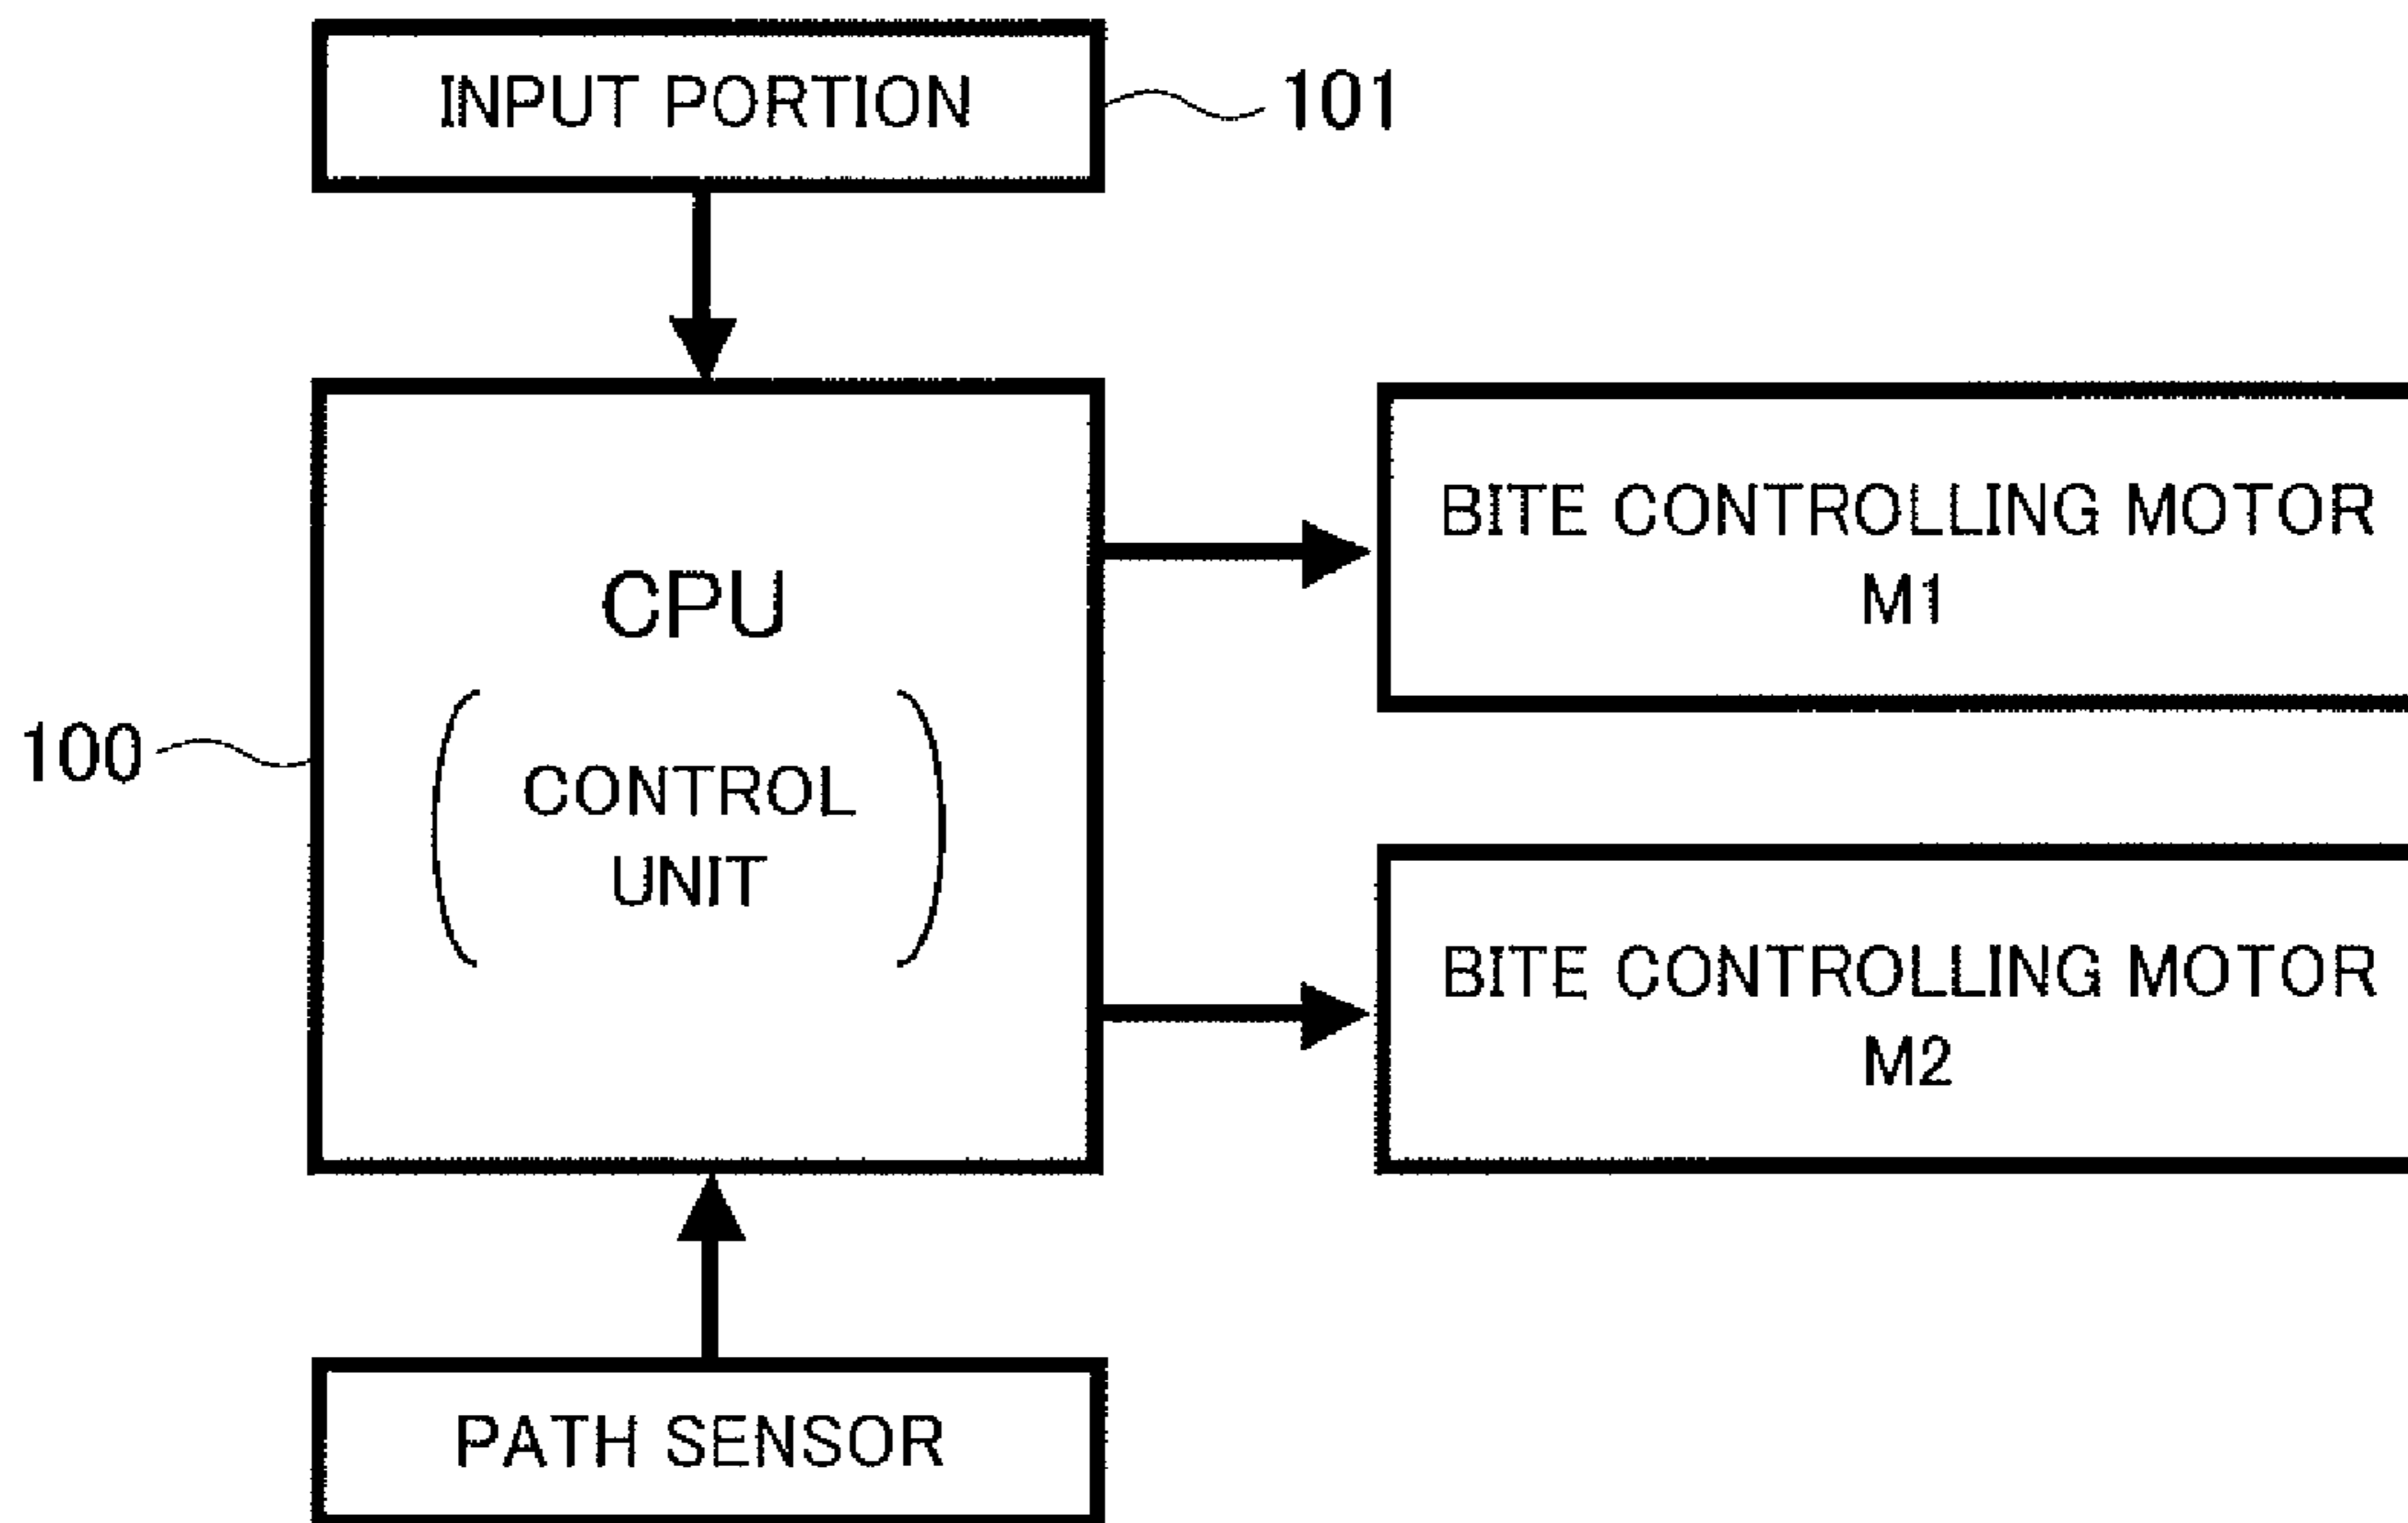 INPUT PORTION
101
CPU
BITE CONTROLLING MOTOR
M1
100
CONTROL
UNIT
BITE CONTROLLING MOTOR
M2
PATH SENSOR